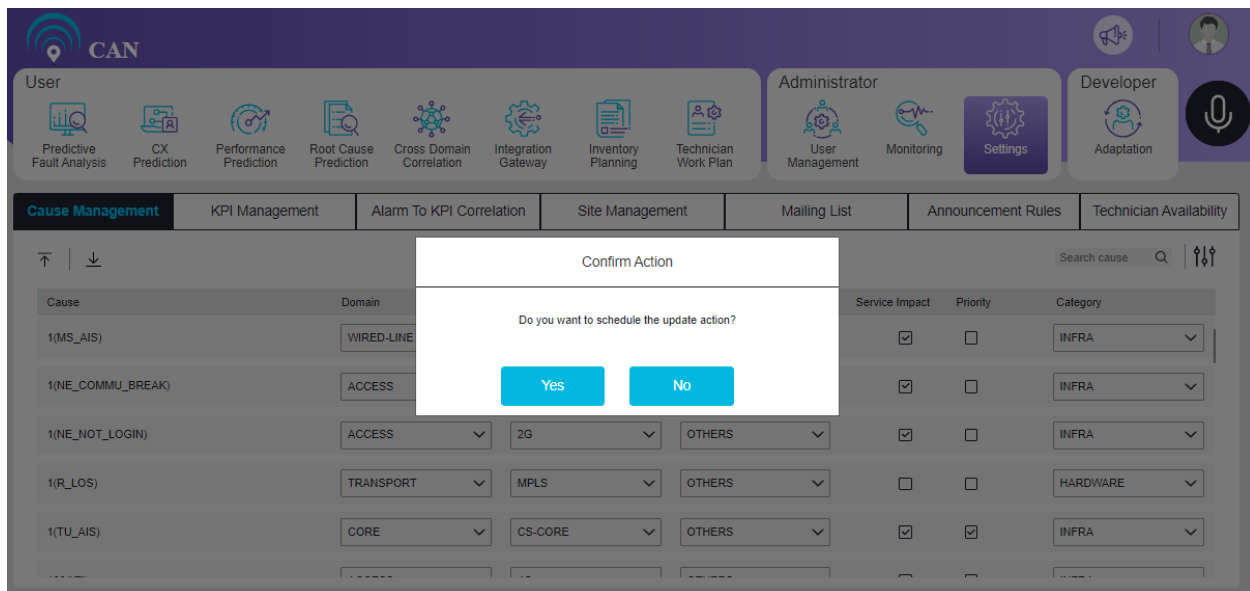 CAN
User
Administrator
Developer
Predictive
Fault Analysis
CX
Prediction
Performance
Prediction
Root Cause
Prediction
Cross Domain
Correlation
Integration
Gateway
Inventory
Planning
Technician
Work Plan
User
Management
Monitoring
Settings
Adaptation
Cause Management
KPI Management
Alarm To KPI Correlation
Site Management
Mailing List
Announcement Rules
Technician Availability
Confirm Action
Search cause
Do you want to schedule the update action?
Yes
No
Cause
Domain
Service Impact
Priority
Category
1(MS_AIS)
WIRED-LINE
INFRA
1(NE_COMMU_BREAK)
ACCESS
INFRA
1(NE_NOT_LOGIN)
ACCESS
2G
OTHERS
INFRA
1(R_LOS)
TRANSPORT
MPLS
OTHERS
HARDWARE
1(TU_AIS)
CORE
CS-CORE
OTHERS
INFRA